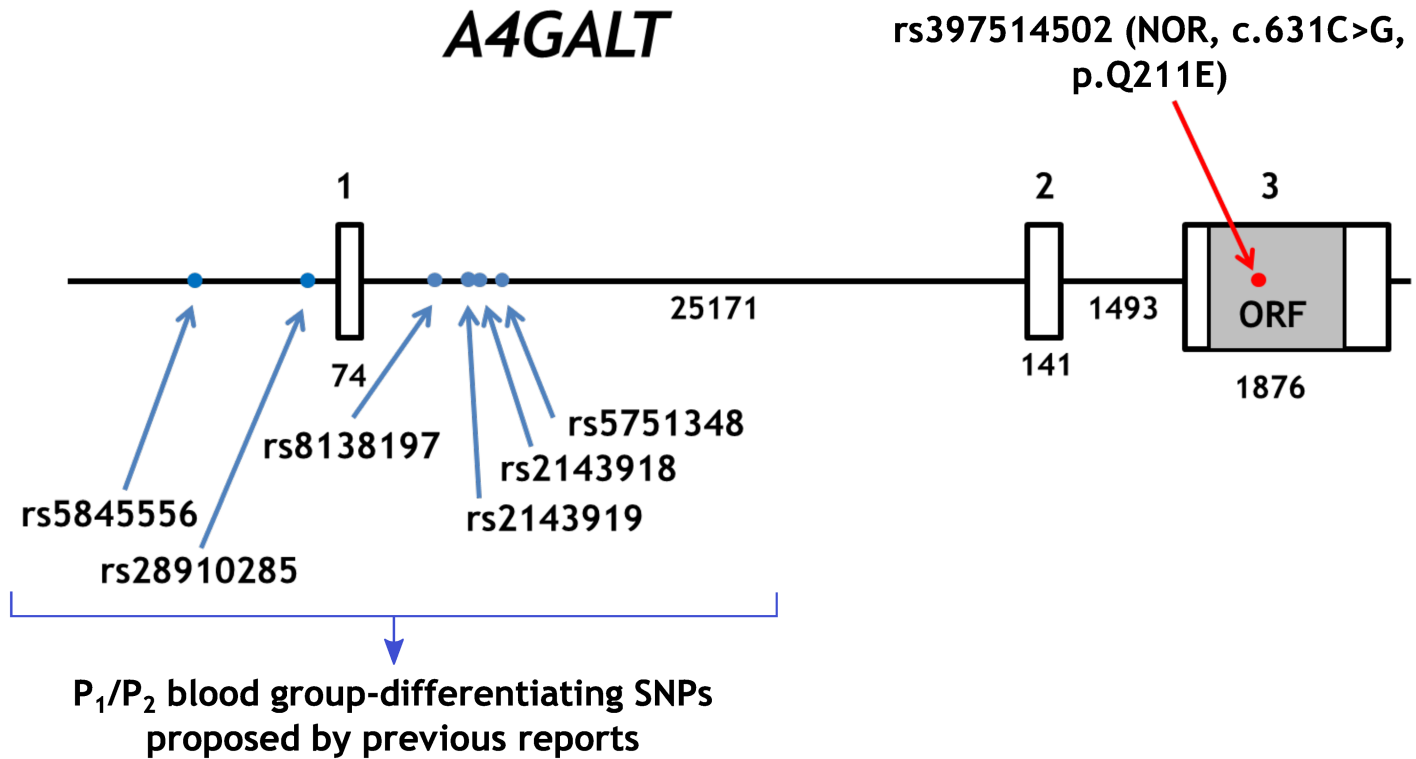 A4GALT
rs397514502 (NOR, c.631C>G,
p.Q211E)
1
2
3
25171
1493
ORF
74
141
1876
rs8138197
rs5751348
rs2143918
rs2143919
rs5845556
rs28910285
P₁/P₂ blood group-differentiating SNPs
proposed by previous reports